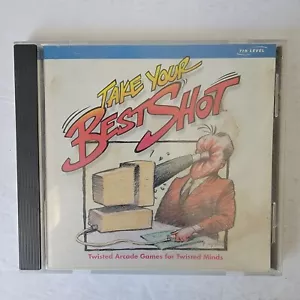 7TH LEVEL
TAKE YOUR
BEST SHOT
Twisted Arcade Games for Twisted Minds